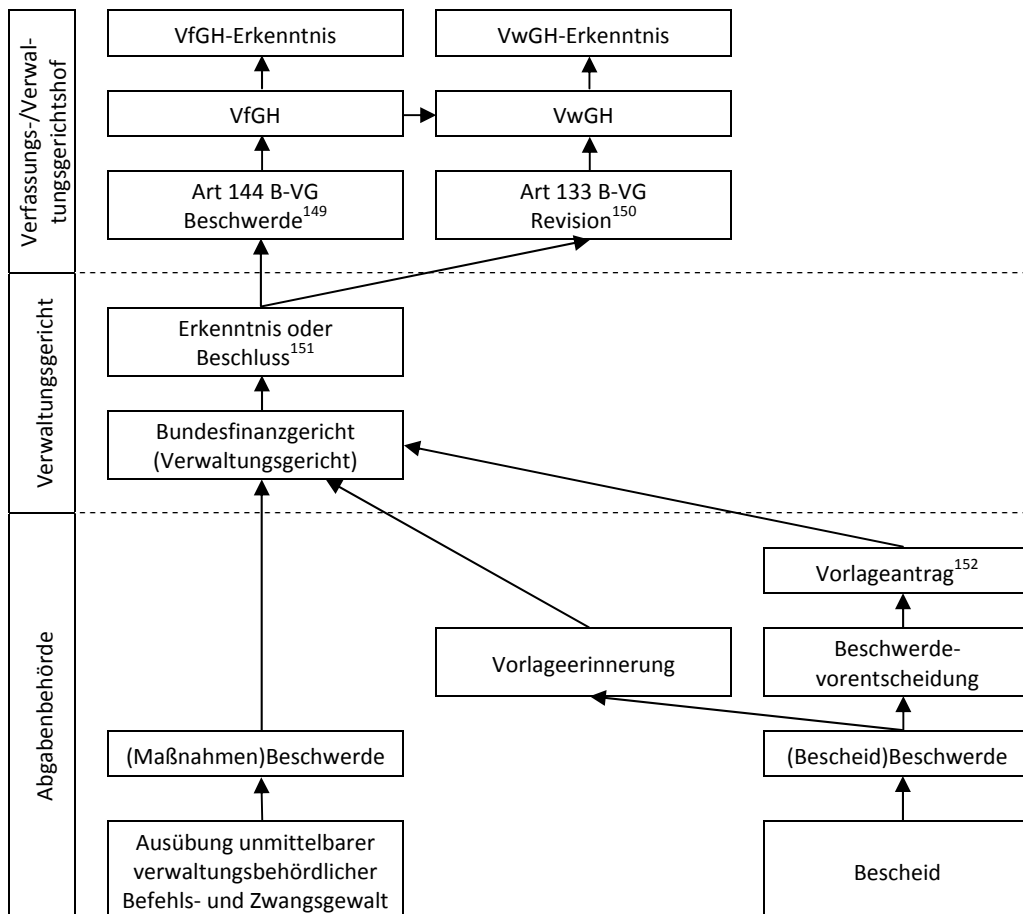 Verfassungs-/Verwal-
tungsgerichtshof
VfGH-Erkenntnis
VwGH-Erkenntnis
VfGH
VwGH
Art 144 B-VG
Beschwerde149
Art 133 B-VG
Revision150
Verwaltungsgericht
Erkenntnis oder
Beschluss151
Bundesfinanzgericht
(Verwaltungsgericht)
Abgabenbehörde
Vorlageantrag152
Vorlageerinnerung
Beschwerde-
vorentscheidung
(Maßnahmen)Beschwerde
(Bescheid)Beschwerde
Ausübung unmittelbarer
verwaltungsbehördlicher
Befehls- und Zwangsgewalt
Bescheid